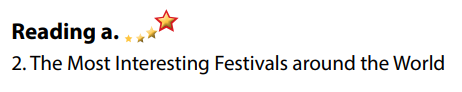 Reading a.
2. The Most Interesting Festivals around the World